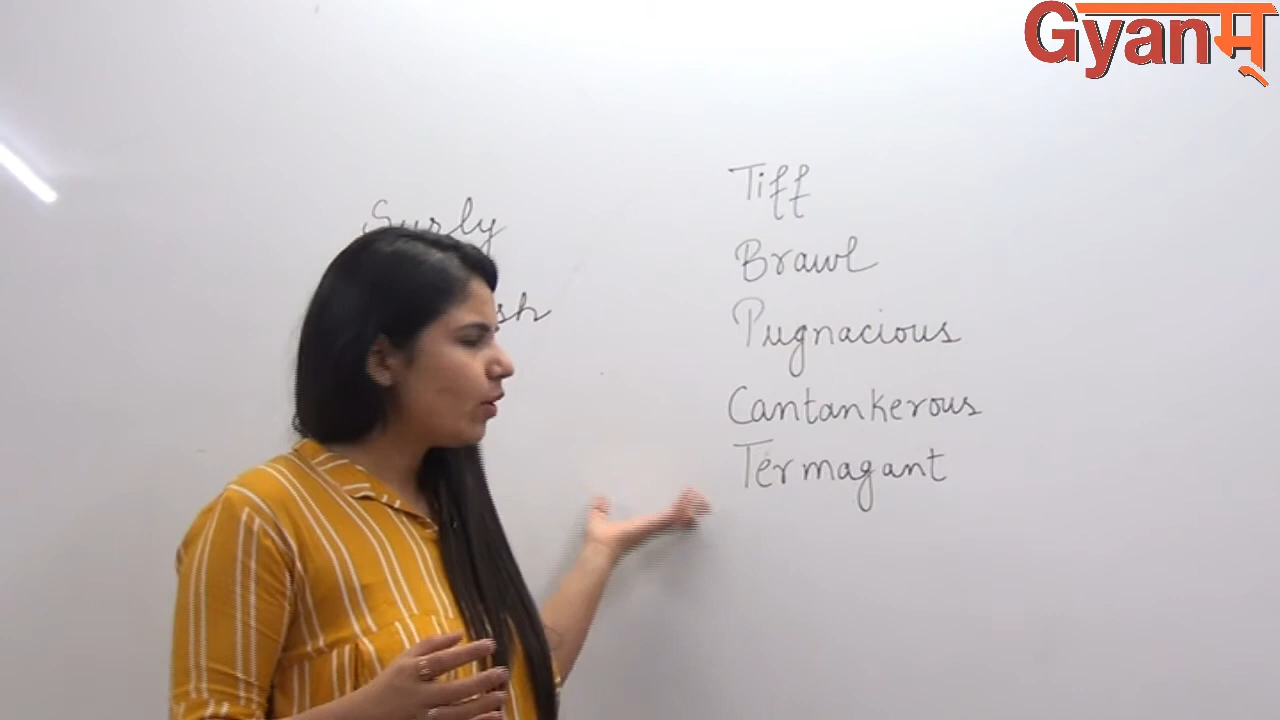 Gyanम्
Surly
Tiff
Brawl
Pugnacious
Cantankerous
Termagant